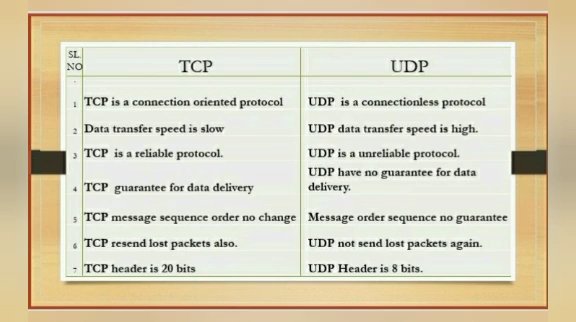 SL.
NO
.
TCP
UDP
1 TCP is a connection oriented protocol
UDP is a connectionless protocol
2 Data transfer speed is slow
UDP data transfer speed is high.
3 TCP is a reliable protocol.
UDP is a unreliable protocol.
4 TCP guarantee for data delivery
UDP have no guarantee for data
delivery.
5 TCP message sequence order no change
Message order sequence no guarantee
6 TCP resend lost packets also.
UDP not send lost packets again.
7 TCP header is 20 bits
UDP Header is 8 bits.